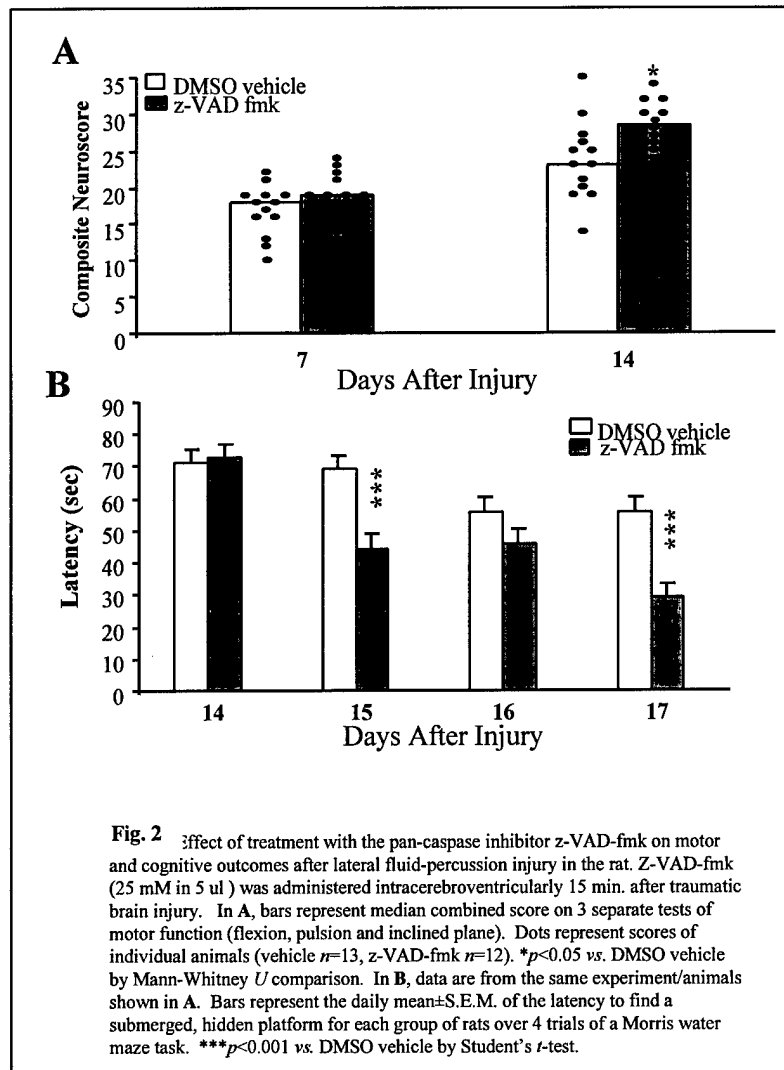 A
DMSO vehicle
z-VAD fmk
*
35
30
25
20
15
10
5
0
Composite Neuroscore
7
14
Days After Injury
B
DMSO vehicle
z-VAD fmk
90
80
70
60
50
40
30
20
10
0
Latency (sec)
***
***
14
15
16
17
Days After Injury
Fig. 2 Effect of treatment with the pan-caspase inhibitor z-VAD-fmk on motor
and cognitive outcomes after lateral fluid-percussion injury in the rat. Z-VAD-fmk
(25 mM in 5 ul ) was administered intracerebroventricularly 15 min. after traumatic
brain injury. In A, bars represent median combined score on 3 separate tests of
motor function (flexion, pulsion and inclined plane). Dots represent scores of
individual animals (vehicle n=13, z-VAD-fmk n=12). *p<0.05 vs. DMSO vehicle
by Mann-Whitney U comparison. In B, data are from the same experiment/animals
shown in A. Bars represent the daily mean±S.E.M. of the latency to find a
submerged, hidden platform for each group of rats over 4 trials of a Morris water
maze task. ***p<0.001 vs. DMSO vehicle by Student's t-test.